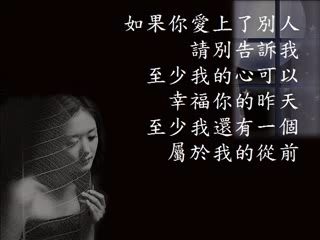 如果你愛上了別人
請別告訴我
至少我的心可以
幸福你的昨天
至少我還有一個
屬於我的從前